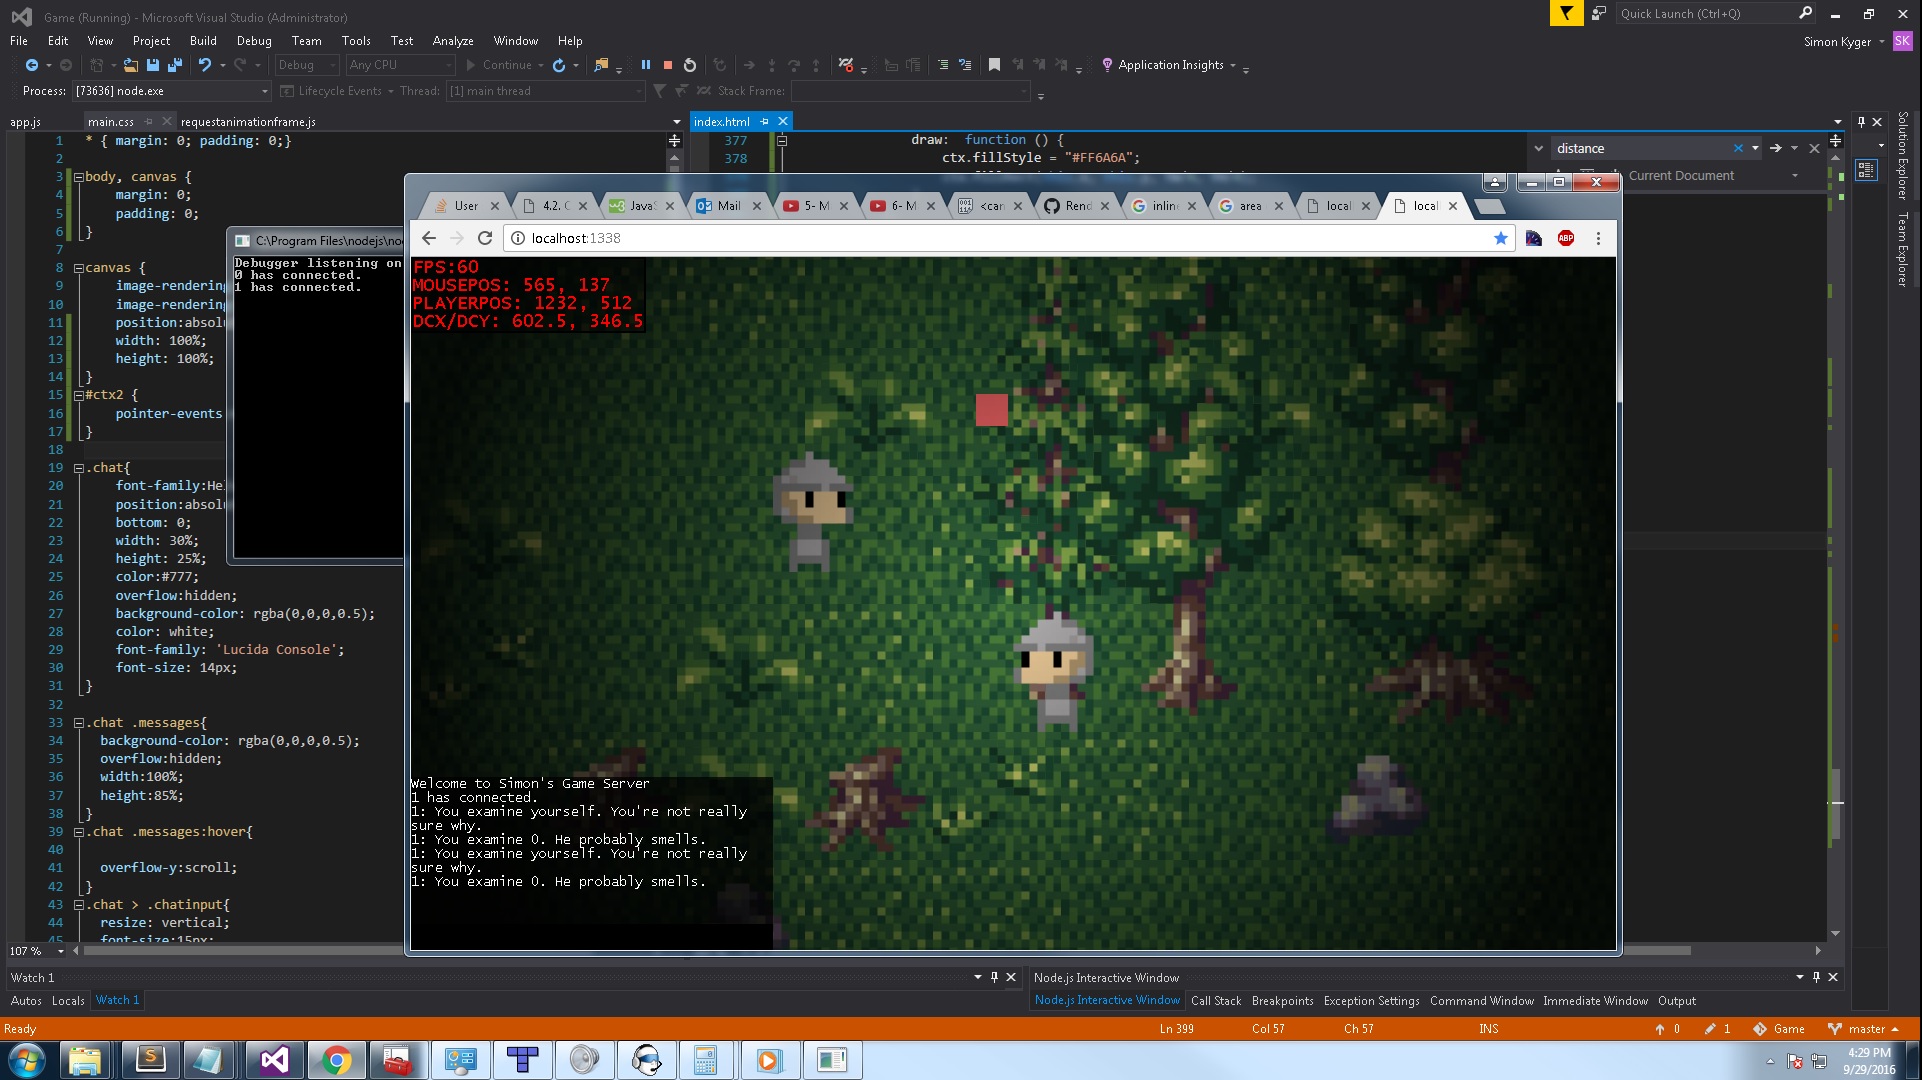 Game (Running) - Microsoft Visual Studio (Administrator)
Quick Launch (Ctrl+Q)
File Edit View Project Build Debug Team Tools Test Analyze Window Help
Simon Kyger SK
Debug Any CPU Continue Application Insights
Process: [73636] node.exe Lifecycle Events Thread: [1] main thread Stack Frame:
app.js main.css requestanimationframe.js
index.html
1 * { margin: 0; padding: 0;}
2
3 body, canvas {
4 margin: 0;
5 padding: 0;
6 }
7
8 canvas {
9 image-rendering
10 image-rendering
11 position:absolu
12 width: 100%;
13 height: 100%;
14 }
15 #ctx2 {
16 pointer-events
17 }
18
19 .chat{
20 font-family:He
21 position:absolu
22 bottom: 0;
23 width: 30%;
24 height: 25%;
25 color:#777;
26 overflow:hidden;
27 background-color: rgba(0,0,0,0.5);
28 color: white;
29 font-family: 'Lucida Console';
30 font-size: 14px;
31 }
32
33 .chat .messages{
34 background-color: rgba(0,0,0,0.5);
35 overflow:hidden;
36 width:100%;
37 height:85%;
38 }
39 .chat .messages:hover{
40
41 overflow-y:scroll;
42 }
43 .chat > .chatinput{
44 resize: vertical;
45 font-size:15px;
107 %
377 draw: function () {
378 ctx.fillStyle = "#FF6A6A";
distance
Current Document
Solution Explorer
Team Explorer
C:\Program Files\nodejs\no
Debugger listening on
0 has connected.
1 has connected.
User 4.2. C JavaS Mail 5- M 6- M <car Rend inline area local local
localhost:1338
ABP
FPS:60
MOUSEPOS: 565, 137
PLAYERPOS: 1232, 512
DCX/DCY: 602.5, 346.5
Welcome to Simon's Game Server
1 has connected.
1: You examine yourself. You're not really
sure why.
1: You examine 0. He probably smells.
1: You examine yourself. You're not really
sure why.
1: You examine 0. He probably smells.
Watch 1
Autos Locals Watch 1
Node.js Interactive Window
Node.js Interactive Window Call Stack Breakpoints Exception Settings Command Window Immediate Window Output
Ready Ln 399 Col 57 Ch 57 INS 0 1 Game master
4:29 PM
9/29/2016